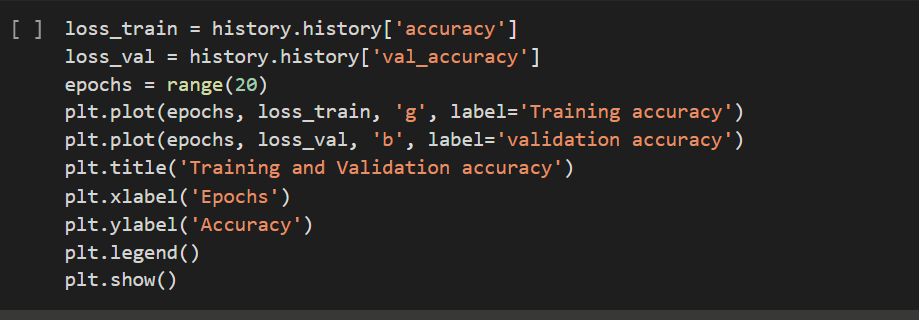 [ ] loss_train = history.history['accuracy']
loss_val = history.history['val_accuracy']
epochs = range(20)
plt.plot(epochs, loss_train, 'g', label='Training accuracy')
plt.plot(epochs, loss_val, 'b', label='validation accuracy')
plt.title('Training and Validation accuracy')
plt.xlabel('Epochs')
plt.ylabel('Accuracy')
plt.legend()
plt.show()